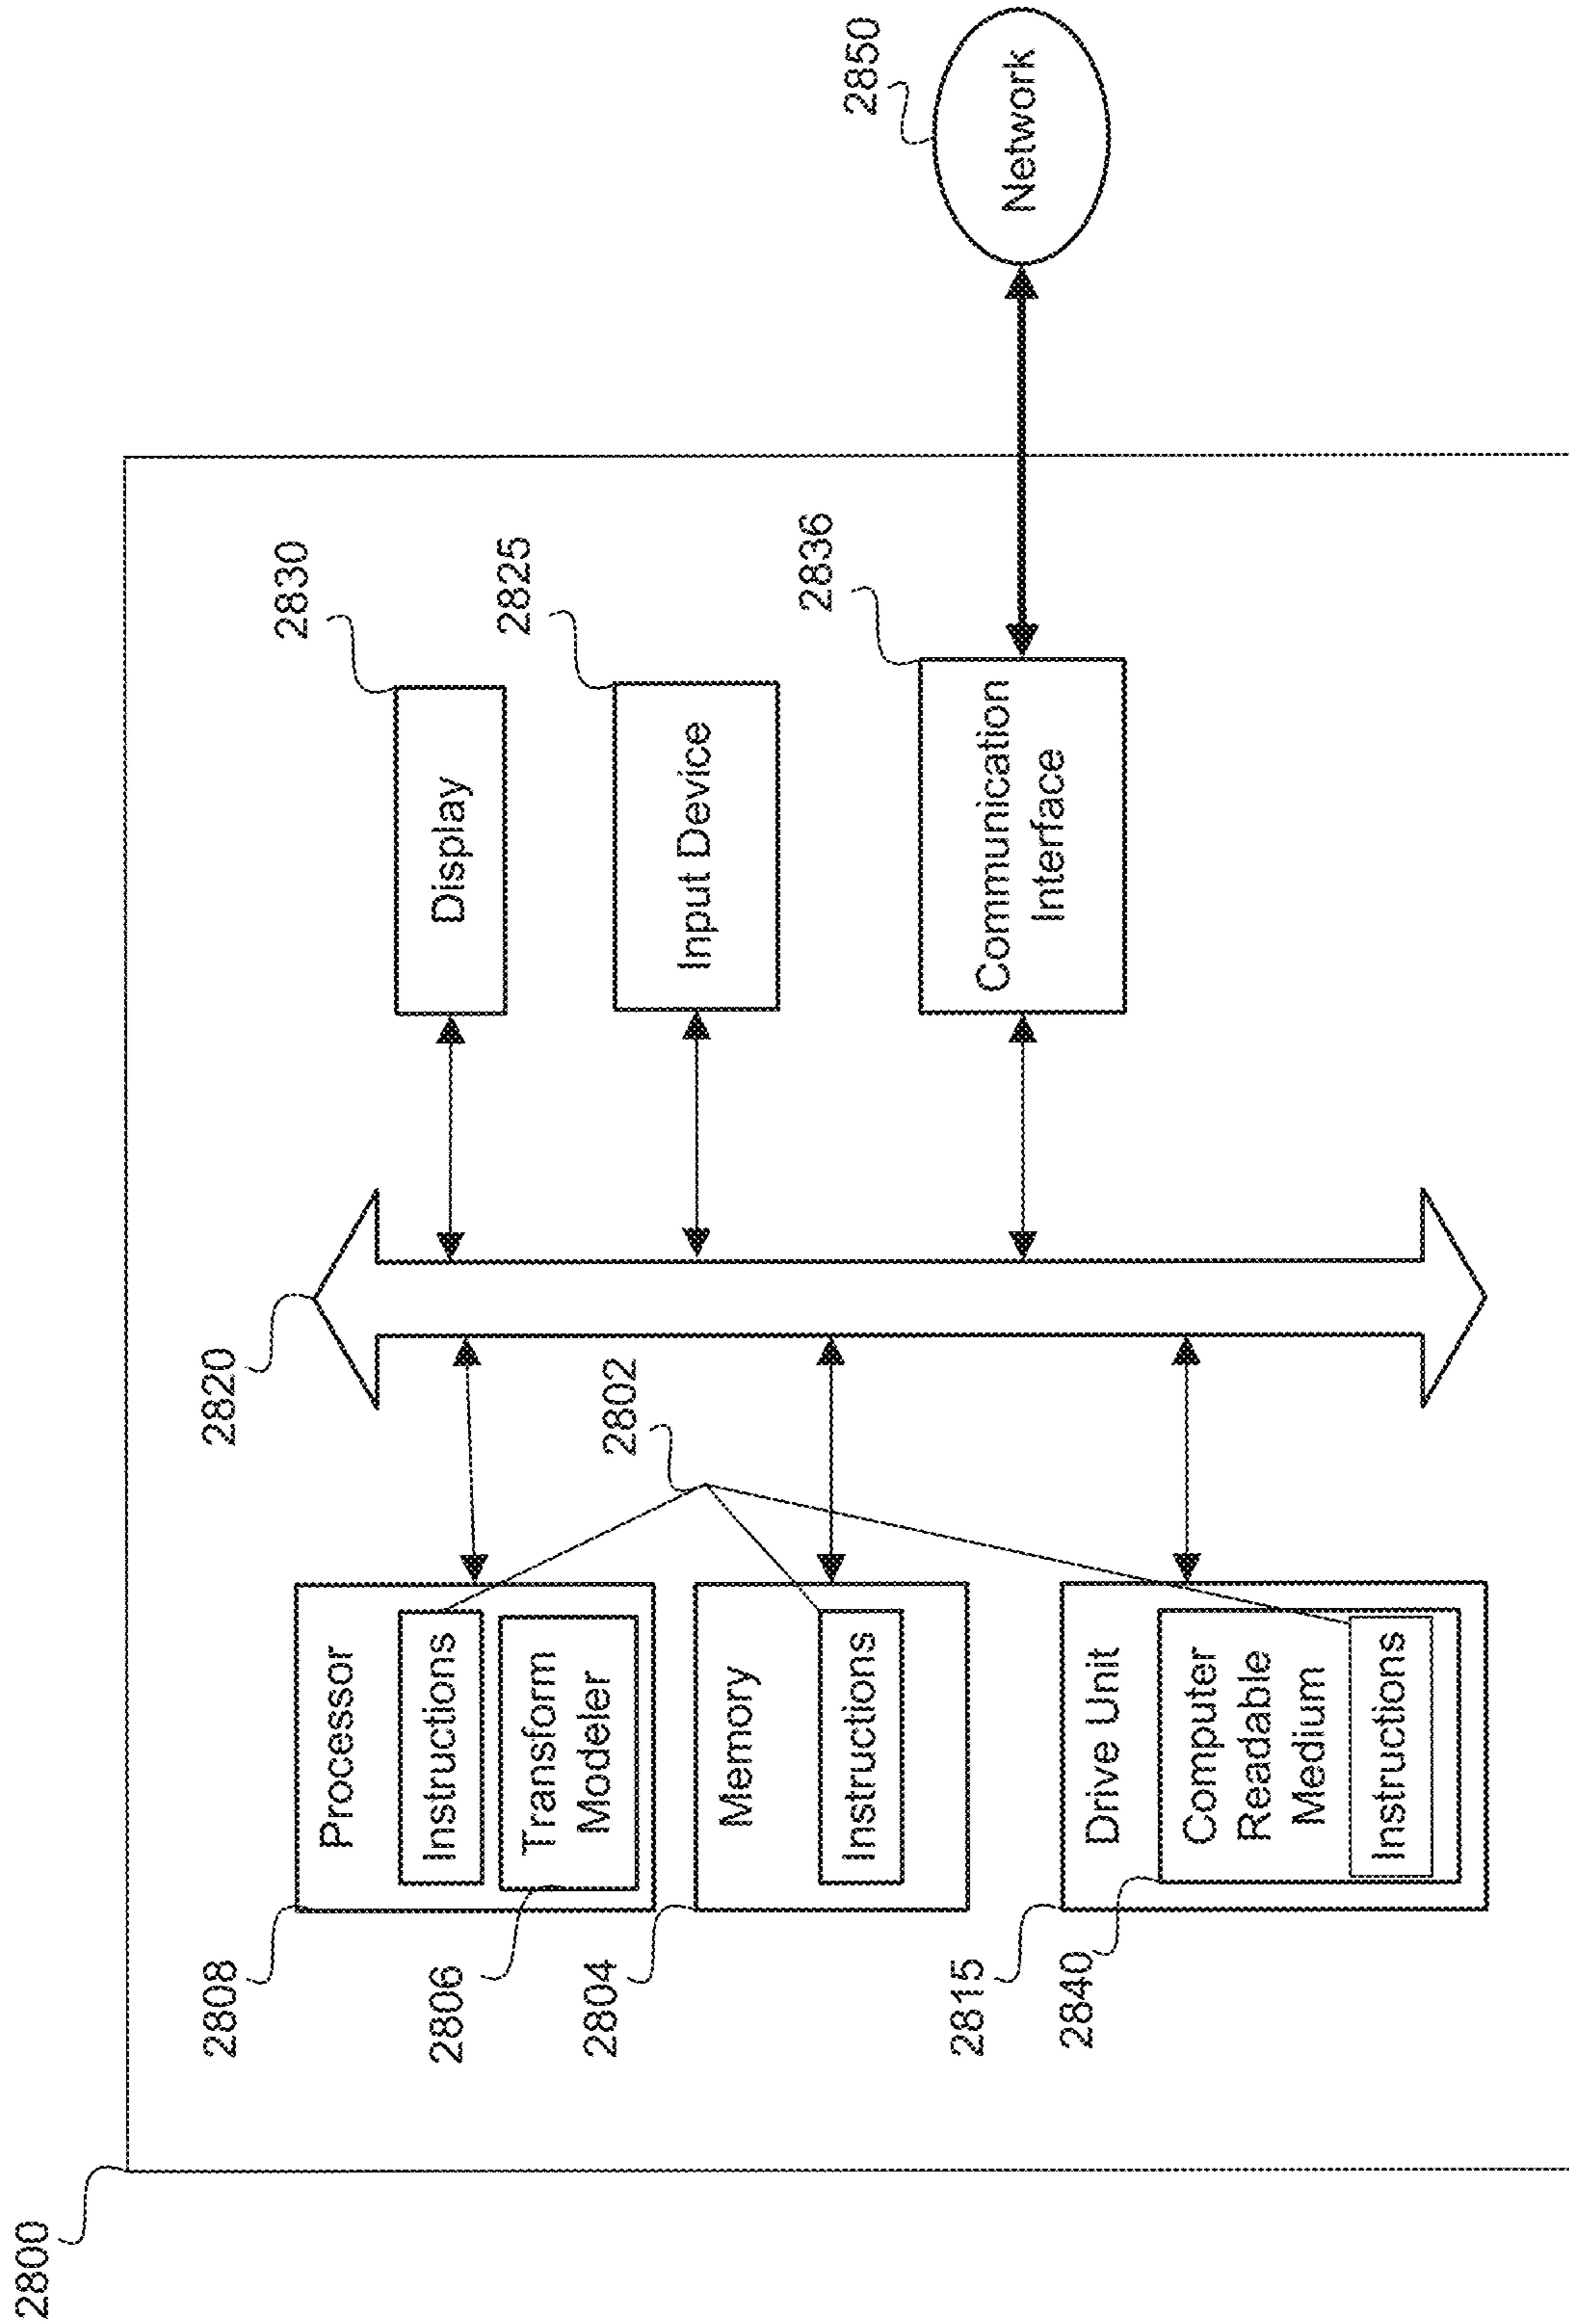 2800
2808
Processor
Instructions
2806
Transform
Modeler
2804
Memory
Instructions
2815
Drive Unit
2840
Computer
Readable
Medium
Instructions
2802
2820
2830
Display
2825
Input Device
2836
Communication
Interface
2850
Network